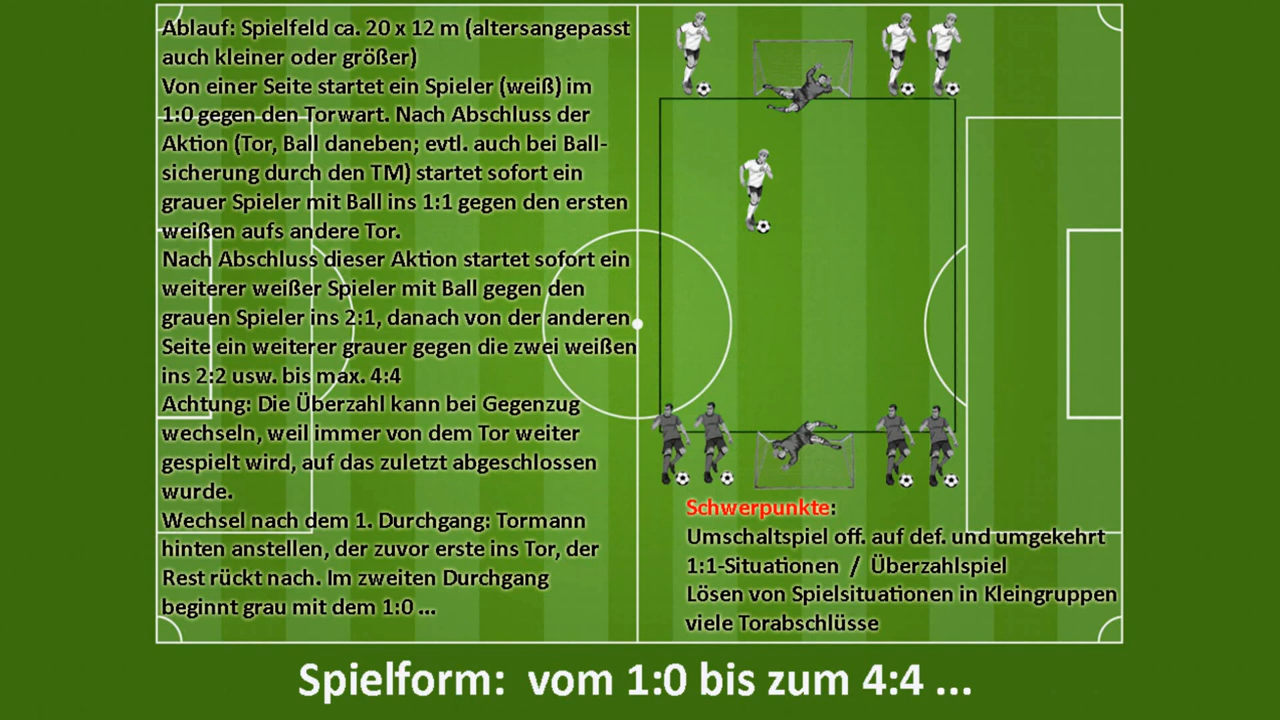 Ablauf: Spielfeld ca. 20 x 12 m (altersangepasst
auch kleiner oder größer)
Von einer Seite startet ein Spieler (weiß) im
1:0 gegen den Torwart. Nach Abschluss der
Aktion (Tor, Ball daneben; evtl. auch bei Ball-
sicherung durch den TM) startet sofort ein
grauer Spieler mit Ball ins 1:1 gegen den ersten
weißen aufs andere Tor.
Nach Abschluss dieser Aktion startet sofort ein
weiterer weißer Spieler mit Ball gegen den
grauen Spieler ins 2:1, danach von der anderen
Seite ein weiterer grauer gegen die zwei weißen
ins 2:2 usw. bis max. 4:4
Achtung: Die Überzahl kann bei Gegenzug
wechseln, weil immer von dem Tor weiter
gespielt wird, auf das zuletzt abgeschlossen
wurde.
Wechsel nach dem 1. Durchgang: Tormann
hinten anstellen, der zuvor erste ins Tor, der
Rest rückt nach. Im zweiten Durchgang
beginnt grau mit dem 1:0 ...
Schwerpunkte:
Umschaltspiel off. auf def. und umgekehrt
1:1-Situationen / Überzahlspiel
Lösen von Spielsituationen in Kleingruppen
viele Torabschlüsse
Spielform: vom 1:0 bis zum 4:4 ...